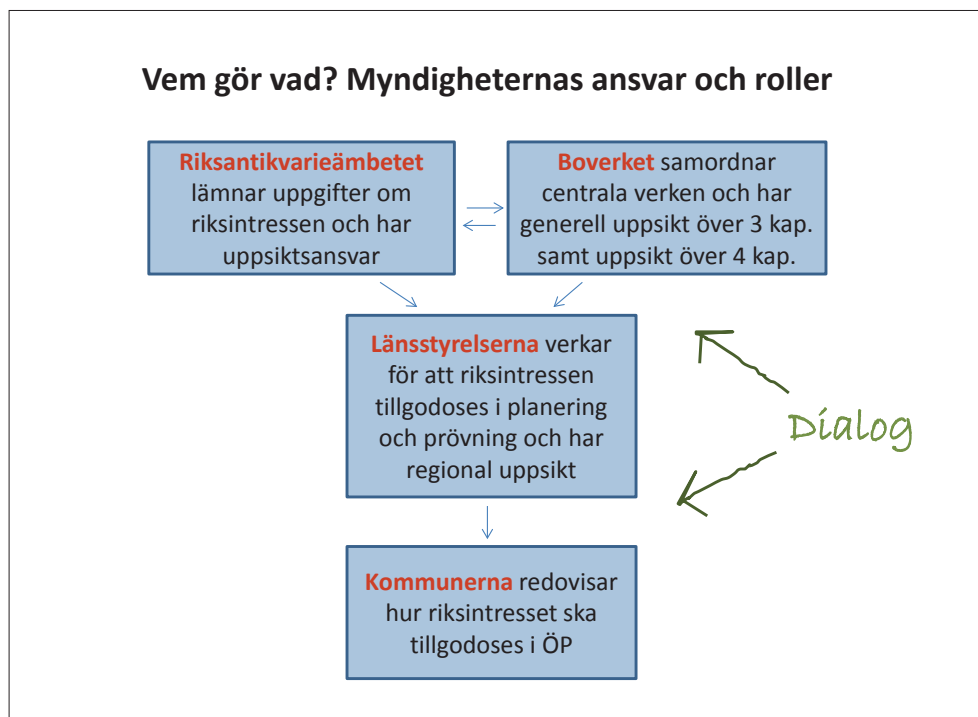 Vem gör vad? Myndigheternas ansvar och roller
Riksantikvarieämbetet
lämnar uppgifter om
riksintressen och har
uppsiktsansvar
Boverket samordnar
centrala verken och har
generell uppsikt över 3 kap.
samt uppsikt över 4 kap.
Länsstyrelserna verkar
för att riksintressen
tillgodoses i planering
och prövning och har
regional uppsikt
Dialog
Kommunerna redovisar
hur riksintresset ska
tillgodoses i ÖP